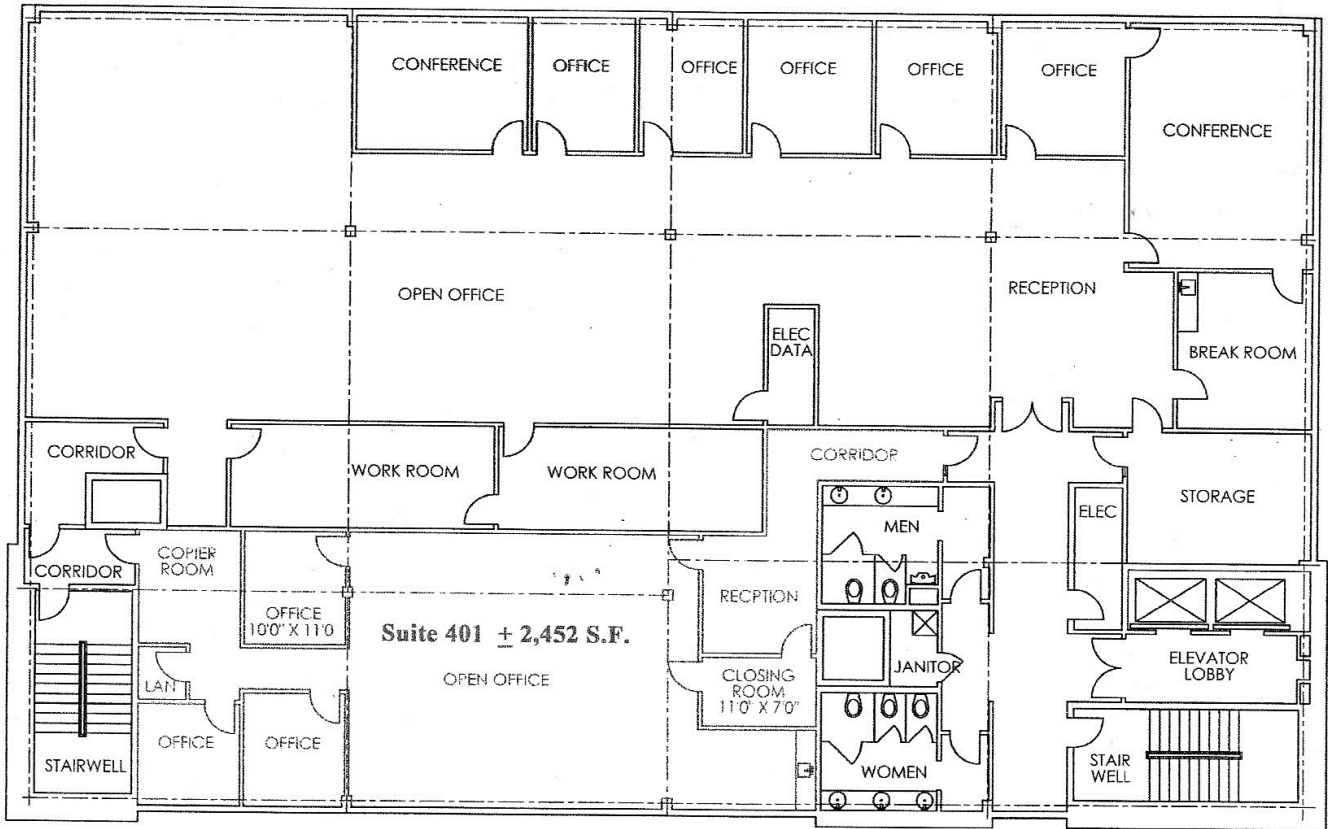 CONFERENCE
OFFICE
OFFICE
OFFICE
OFFICE
OFFICE
CONFERENCE
OPEN OFFICE
RECEPTION
ELEC
DATA
BREAK ROOM
CORRIDOR
WORK ROOM
WORK ROOM
CORRIDOR
STORAGE
ELEC
MEN
COPIER
ROOM
CORRIDOR
OFFICE
10'0" X 11'0
Suite 401 ± 2,452 S.F.
OPEN OFFICE
RECPTION
JANITOR
ELEVATOR
LOBBY
LAN
CLOSING
ROOM
11'0" X 7'0"
OFFICE
OFFICE
STAIRWELL
WOMEN
STAIR
WELL